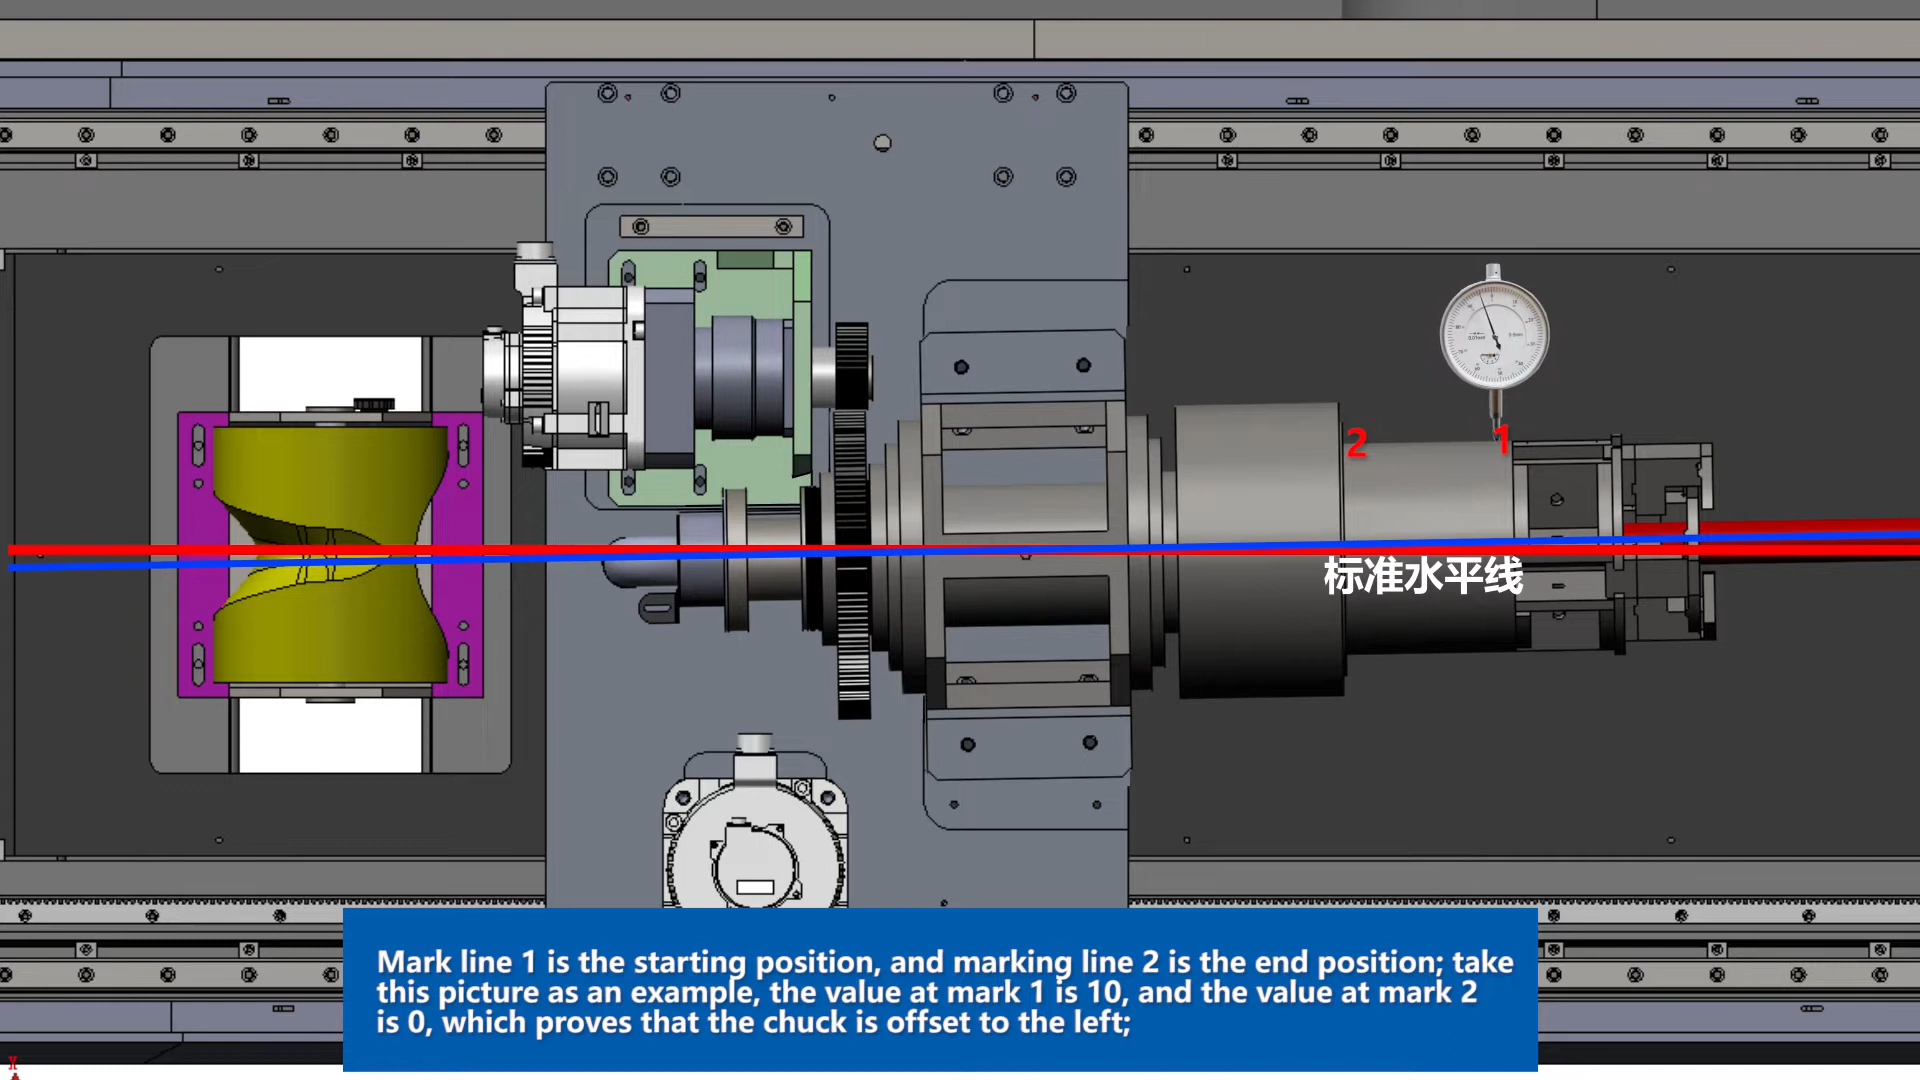 2
1
标准水平线
Mark line 1 is the starting position, and marking line 2 is the end position; take
this picture as an example, the value at mark 1 is 10, and the value at mark 2
is 0, which proves that the chuck is offset to the left;
X